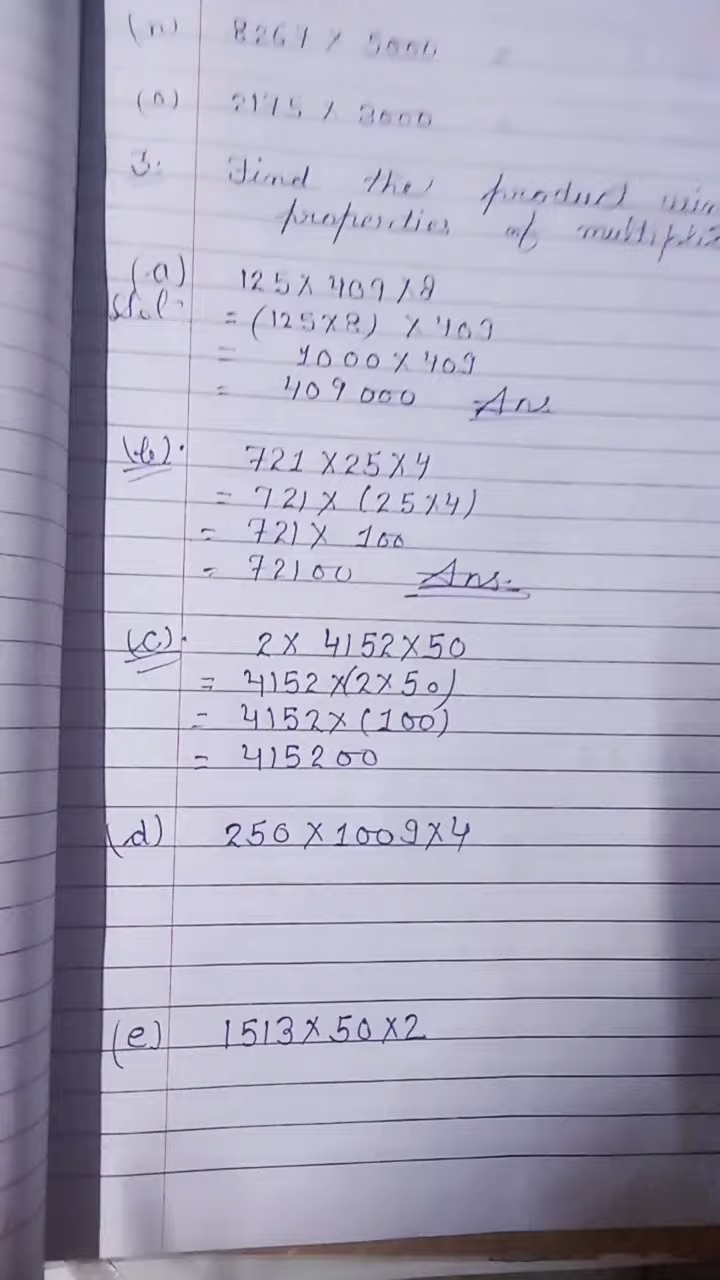 (n) 8267 × 5000 =
(o) 2175 × 3000
3. Find the product usin
properties of multipli
(a) 125 × 409 × 8
Sol.
= (125×8) × 409
= 1000 × 409
= 409000 Ans
(b). 721 × 25 × 4
= 721 × (25×4)
= 721 × 100
= 72100 Ans.
(c). 2 × 4152 × 50
= 4152 × (2 × 50)
= 4152 × (100)
= 415200
(d) 250 × 1009 × 4
(e) 1513 × 50 × 2